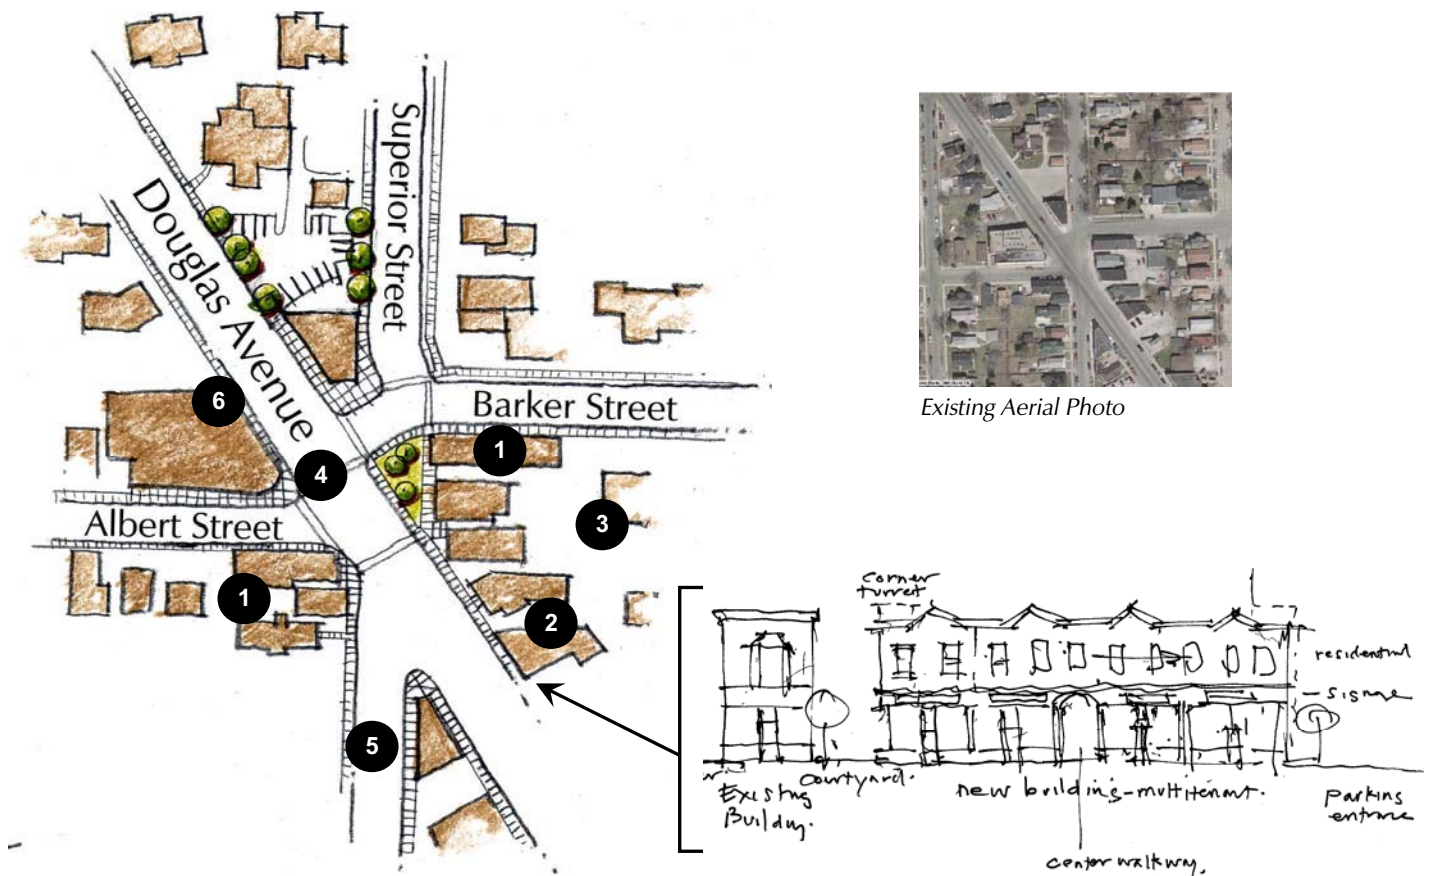 Superior Street
Douglas Avenue
Existing Aerial Photo
6
Barker Street
1
4
Albert Street
3
1
2
5
corner
turret
residential
signage
courtyard.
Existing
Building.
new building-multitenant.
parking
entrance
center walkway.